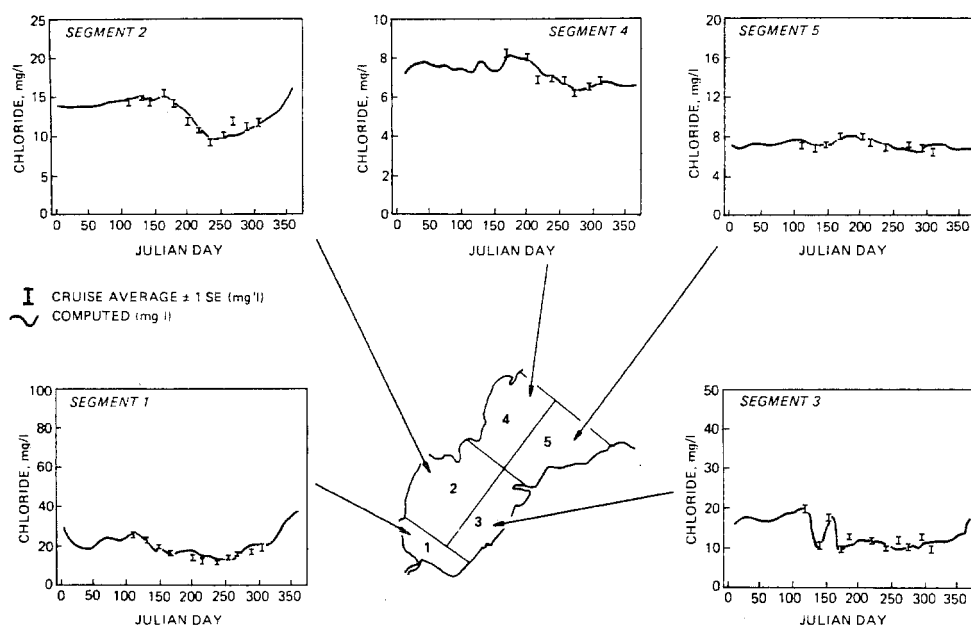 SEGMENT 2
CHLORIDE, mg/l
25
20
15
10
5
0
0 50 100 150 200 250 300 350
JULIAN DAY
SEGMENT 4
CHLORIDE, mg/l
10
8
6
4
2
0
0 50 100 150 200 250 300 350
JULIAN DAY
SEGMENT 5
CHLORIDE, mg/l
20
16
12
8
4
0
0 50 100 150 200 250 300 350
JULIAN DAY
CRUISE AVERAGE ± 1 SE (mg'l)
COMPUTED (mg l)
SEGMENT 1
CHLORIDE, mg/l
100
80
60
40
20
0
0 50 100 150 200 250 300 350
JULIAN DAY
4
5
2
3
1
SEGMENT 3
CHLORIDE, mg/l
50
40
30
20
10
0
0 50 100 150 200 250 300 350
JULIAN DAY